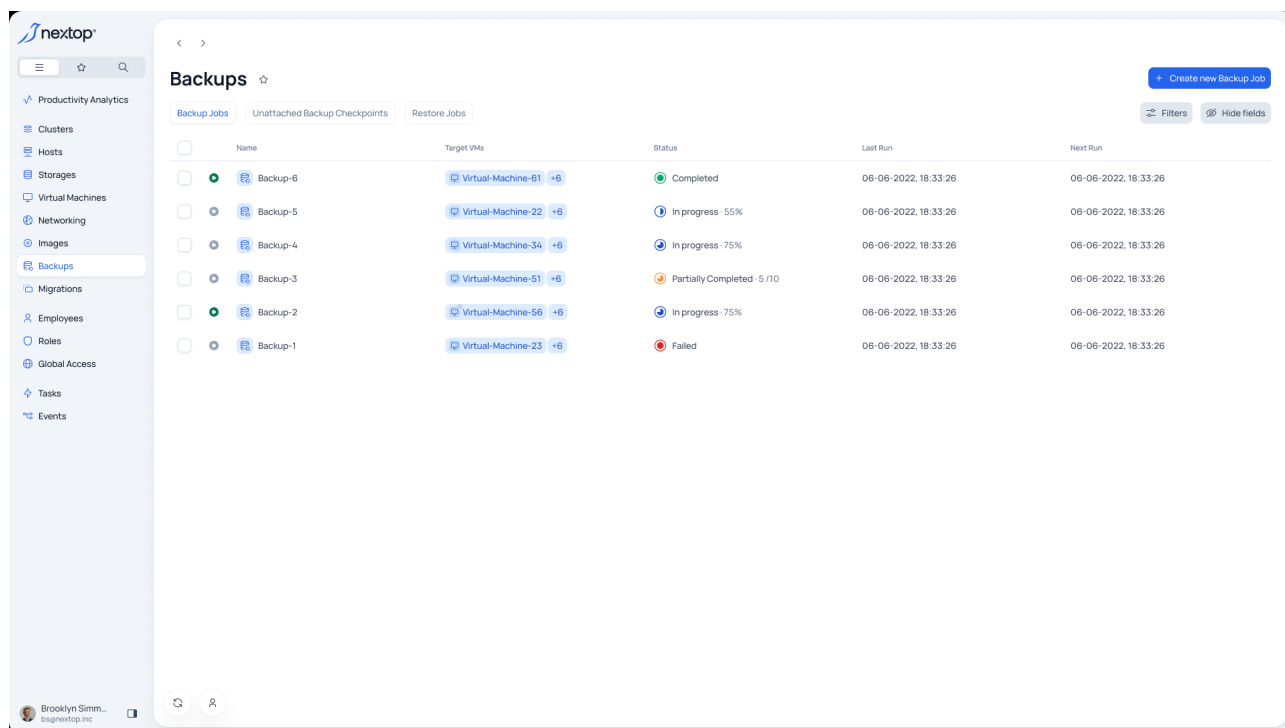 nextop®
Productivity Analytics
Clusters
Hosts
Storages
Virtual Machines
Networking
Images
Backups
Migrations
Employees
Roles
Global Access
Tasks
Events
Brooklyn Simm...
bs@nextop.inc
Backups
+ Create new Backup Job
Backup Jobs Unattached Backup Checkpoints Restore Jobs Filters Hide fields
Name Target VMs Status Last Run Next Run
Backup-6 Virtual-Machine-61 +6 Completed 06-06-2022, 18:33:26 06-06-2022, 18:33:26
Backup-5 Virtual-Machine-22 +6 In progress · 55% 06-06-2022, 18:33:26 06-06-2022, 18:33:26
Backup-4 Virtual-Machine-34 +6 In progress · 75% 06-06-2022, 18:33:26 06-06-2022, 18:33:26
Backup-3 Virtual-Machine-51 +6 Partially Completed · 5 /10 06-06-2022, 18:33:26 06-06-2022, 18:33:26
Backup-2 Virtual-Machine-56 +6 In progress · 75% 06-06-2022, 18:33:26 06-06-2022, 18:33:26
Backup-1 Virtual-Machine-23 +6 Failed 06-06-2022, 18:33:26 06-06-2022, 18:33:26